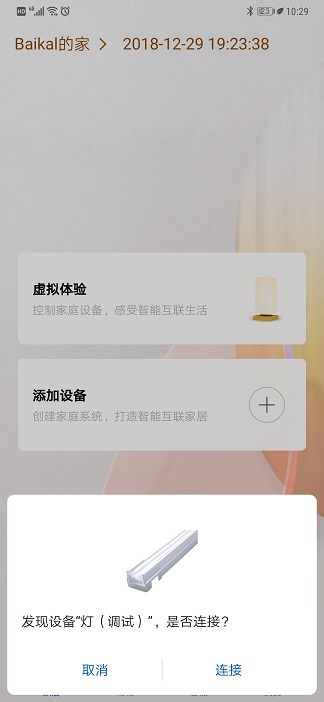 HD 4G 23 10:29
Baikal的家 > 2018-12-29 19:23:38
虚拟体验
控制家庭设备，感受智能互联生活
添加设备
创建家庭系统，打造智能互联家居
发现设备“灯（调试）”，是否连接？
取消 连接